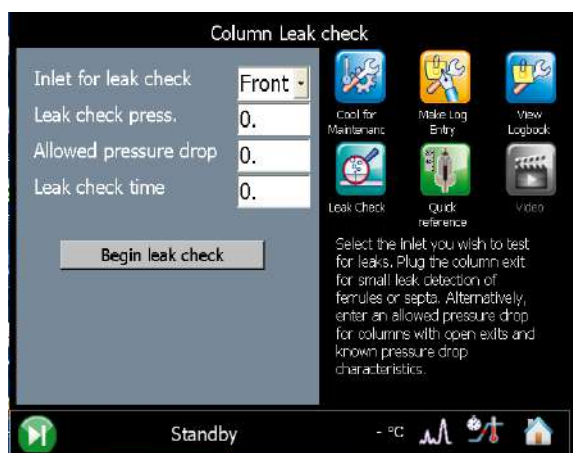 Column Leak check
Inlet for leak check
Front
Leak check press.
0.
Allowed pressure drop
0.
Leak check time
0.
Begin leak check
Cool for
Maintenanc
Make Log
Entry
View
Logbook
Leak Check
Quick
reference
Video
Select the inlet you wish to test
for leaks. Plug the column exit
for small leak detection of
ferrules or septa. Alternatively,
enter an allowed pressure drop
for columns with open exits and
known pressure drop
characteristics.
Standby
- °C